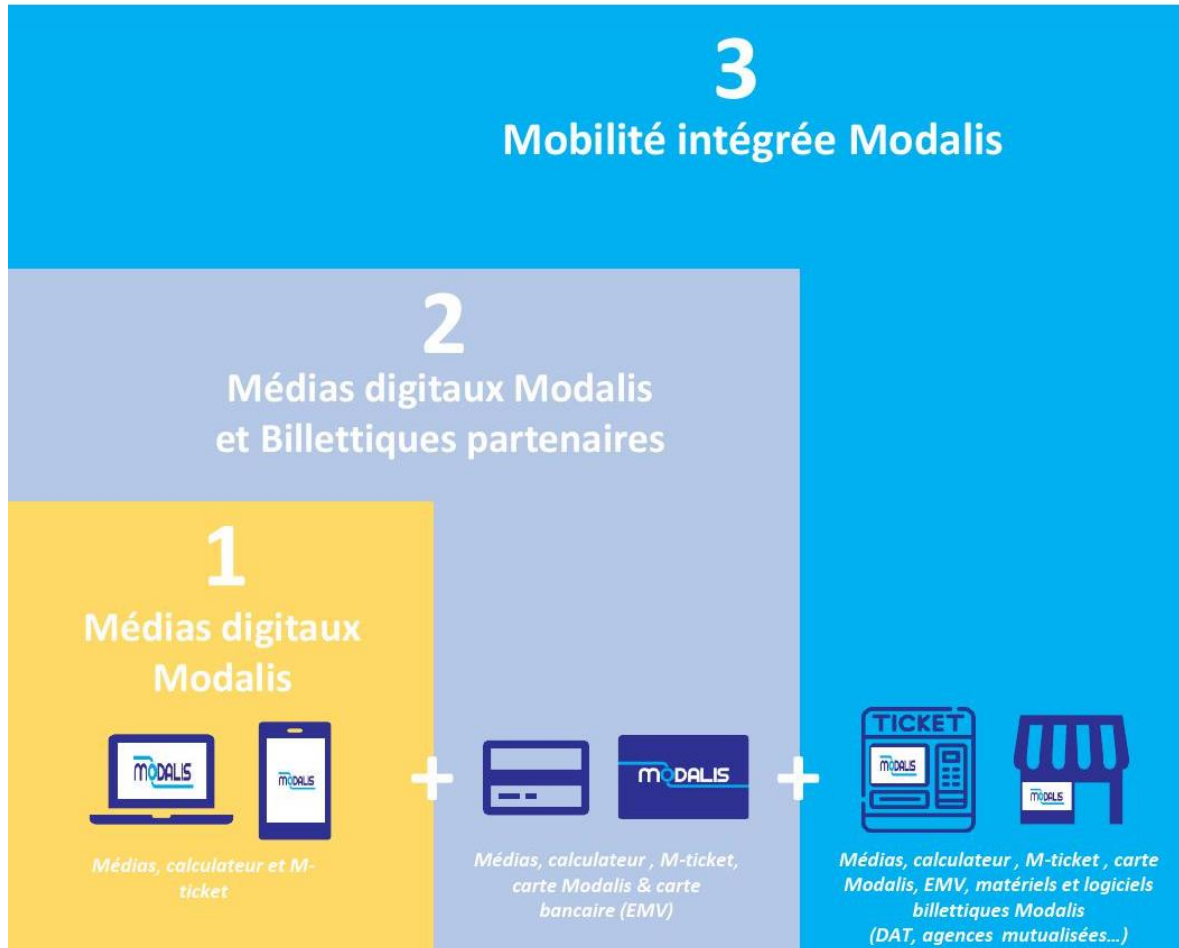 3
Mobilité intégrée Modalis
2
Médias digitaux Modalis
et Billettiques partenaires
1
Médias digitaux
Modalis
MODALIS
MODALIS
+
MODALIS
+
TICKET
MODALIS
MODALIS
Médias, calculateur et M-
ticket
Médias, calculateur , M-ticket,
carte Modalis & carte
bancaire (EMV)
Médias, calculateur , M-ticket , carte
Modalis, EMV, matériels et logiciels
billettiques Modalis
(DAT, agences mutualisées...)